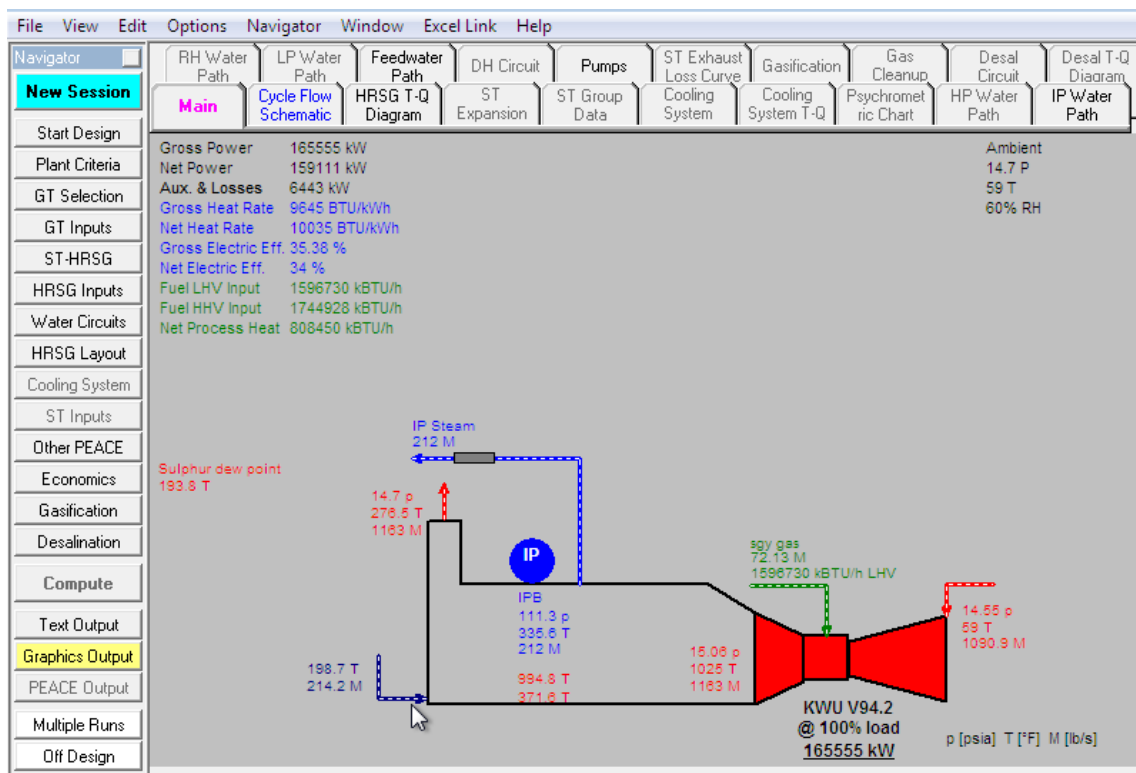 File View Edit Options Navigator Window Excel Link Help
Navigator
New Session
Start Design
Plant Criteria
GT Selection
GT Inputs
ST-HRSG
HRSG Inputs
Water Circuits
HRSG Layout
Cooling System
ST Inputs
Other PEACE
Economics
Gasification
Desalination
Compute
Text Output
Graphics Output
PEACE Output
Multiple Runs
Off Design
RH Water Path
LP Water Path
Feedwater Path
DH Circuit
Pumps
ST Exhaust Loss Curve
Gasification
Gas Cleanup
Desal Circuit
Desal T-Q Diagram
Main
Cycle Flow Schematic
HRSG T-Q Diagram
ST Expansion
ST Group Data
Cooling System
Cooling System T-Q
Psychromet ric Chart
HP Water Path
IP Water Path
Gross Power 165555 kW
Net Power 159111 kW
Aux. & Losses 6443 kW
Gross Heat Rate 9645 BTU/kWh
Net Heat Rate 10035 BTU/kWh
Gross Electric Eff. 35.38 %
Net Electric Eff. 34 %
Fuel LHV Input 1596730 kBTU/h
Fuel HHV Input 1744928 kBTU/h
Net Process Heat 808450 kBTU/h
Ambient
14.7 P
59 T
60% RH
IP Steam
212 M
Sulphur dew point
193.8 T
14.7 p
276.5 T
1163 M
IP
IPB
111.3 p
335.6 T
212 M
994.8 T
371.6 T
198.7 T
214.2 M
sgy gas
72.13 M
1596730 kBTU/h LHV
15.06 p
1025 T
1163 M
14.55 p
59 T
1090.9 M
KWU V94.2
@ 100% load
165555 kW
p [psia] T [°F] M [lb/s]